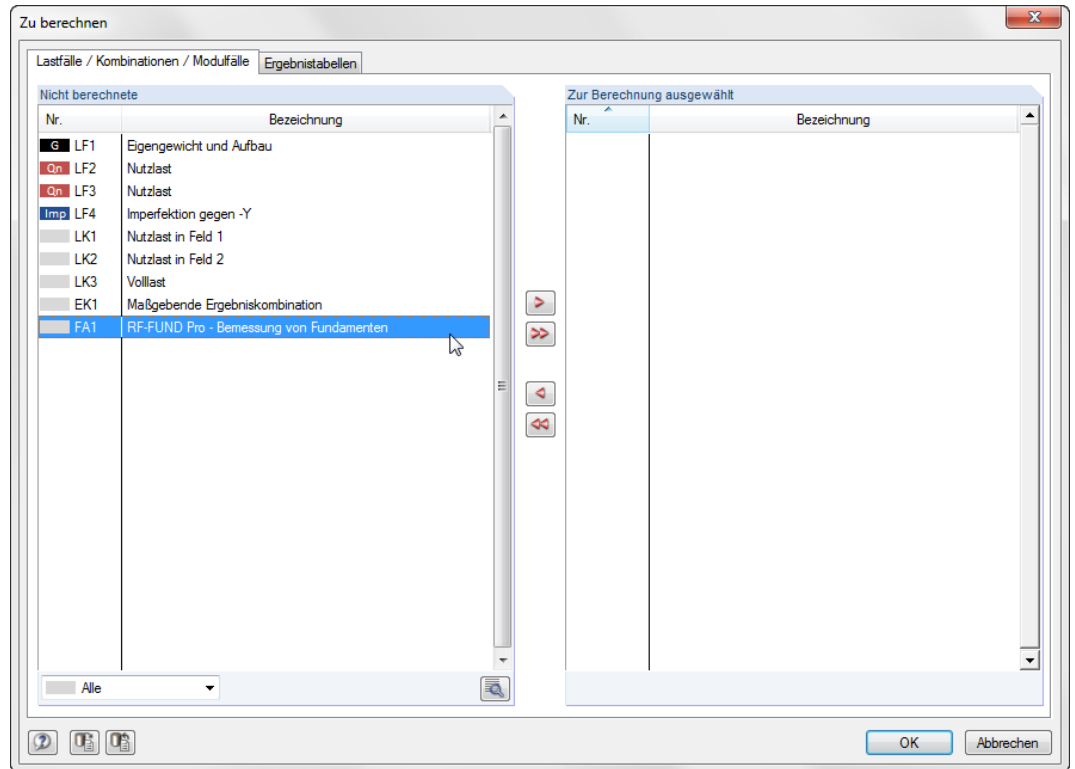 Zu berechnen
Lastfälle / Kombinationen / Modulfälle Ergebnistabellen
Nicht berechnete
Nr. Bezeichnung
G LF1 Eigengewicht und Aufbau
Qn LF2 Nutzlast
Qn LF3 Nutzlast
Imp LF4 Imperfektion gegen -Y
LK1 Nutzlast in Feld 1
LK2 Nutzlast in Feld 2
LK3 Volllast
EK1 Maßgebende Ergebniskombination
FA1 RF-FUND Pro - Bemessung von Fundamenten
Alle
Zur Berechnung ausgewählt
Nr. Bezeichnung
OK Abbrechen